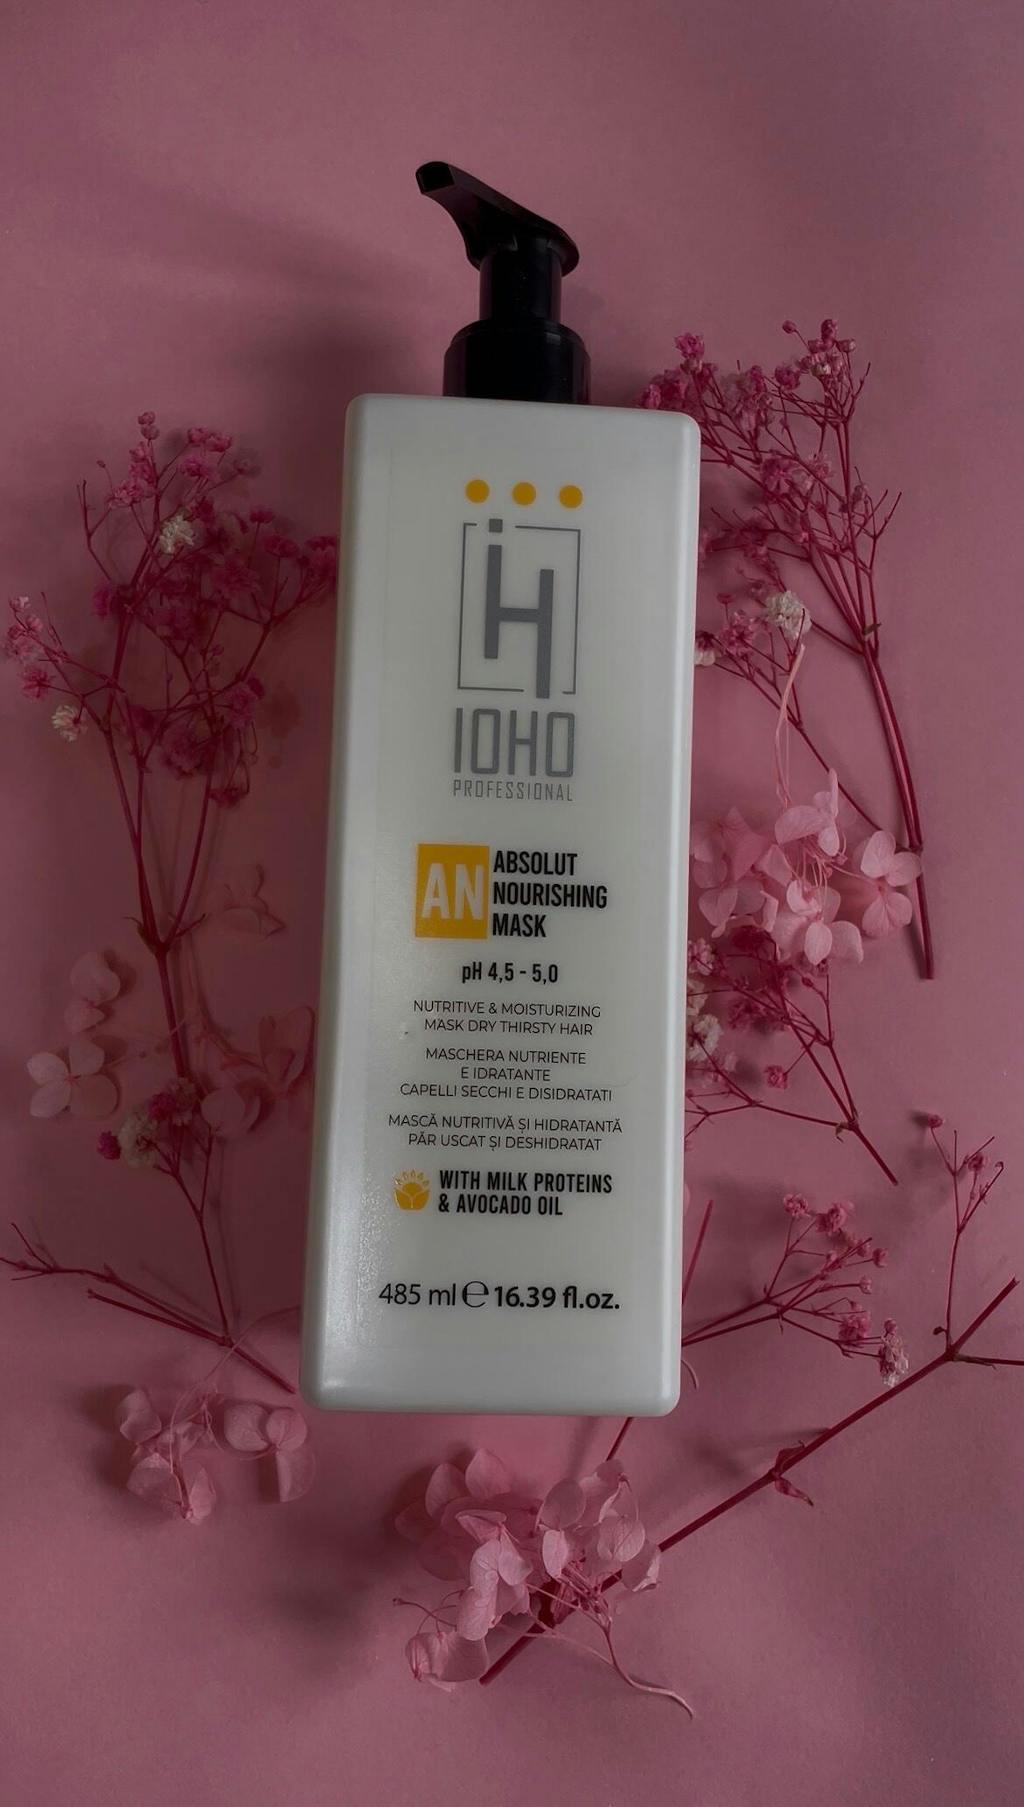 iH
IOHO
PROFESSIONAL
AN
ABSOLUT
NOURISHING
MASK
pH 4,5 - 5,0
NUTRITIVE & MOISTURIZING
MASK DRY THIRSTY HAIR
MASCHERA NUTRIENTE
E IDRATANTE
CAPELLI SECCHI E DISIDRATATI
MASCĂ NUTRITIVĂ ȘI HIDRATANTĂ
PĂR USCAT ȘI DESHIDRATAT
WITH MILK PROTEINS
& AVOCADO OIL
485 ml ℮ 16.39 fl.oz.